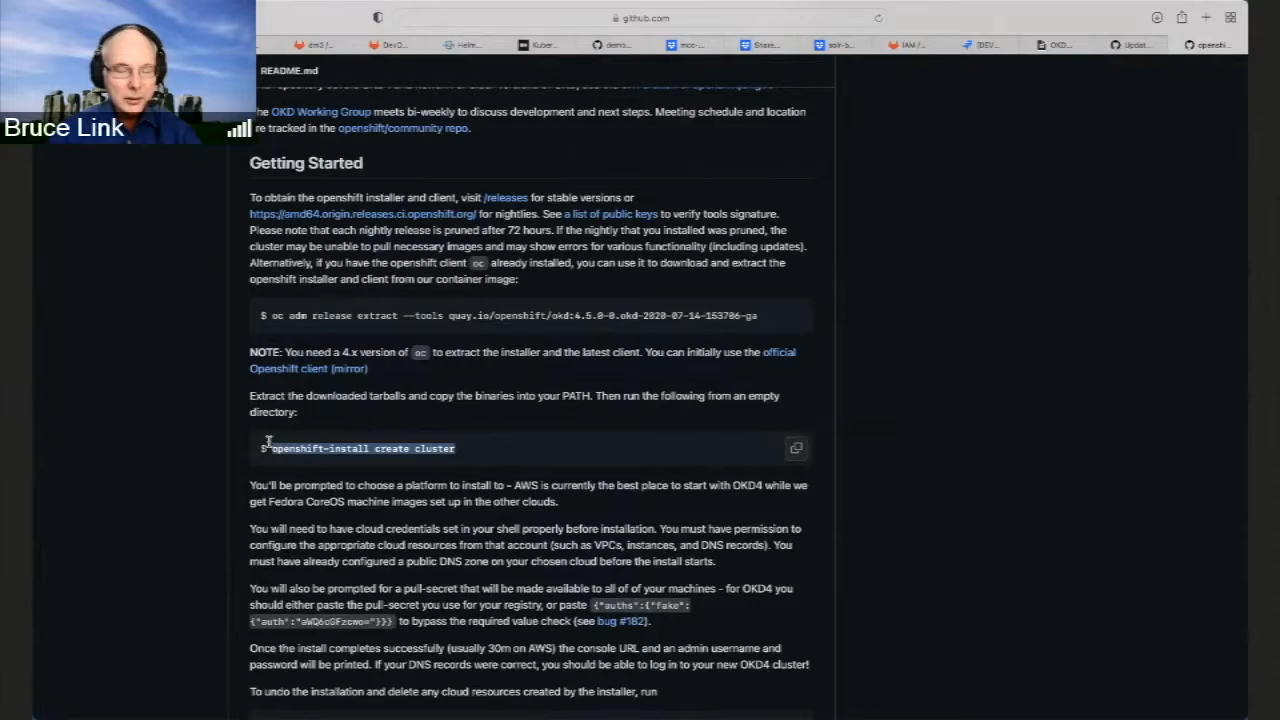 github.com
dm3 /...
DevO...
Helm...
Kuber...
demo...
moc-...
Share...
solr-b...
IAM /...
[DEV...
OKD...
Updat...
openshi...
README.md
The OKD Working Group meets bi-weekly to discuss development and next steps. Meeting schedule and location
are tracked in the openshift/community repo.
Bruce Link
Getting Started
To obtain the openshift installer and client, visit /releases for stable versions or
https://amd64.origin.releases.ci.openshift.org/ for nightlies. See a list of public keys to verify tools signature.
Please note that each nightly release is pruned after 72 hours. If the nightly that you installed was pruned, the
cluster may be unable to pull necessary images and may show errors for various functionality (including updates).
Alternatively, if you have the openshift client oc already installed, you can use it to download and extract the
openshift installer and client from our container image:
$ oc adm release extract --tools quay.io/openshift/okd:4.5.0-0.okd-2020-07-14-153706-ga
NOTE: You need a 4.x version of oc to extract the installer and the latest client. You can initially use the official
Openshift client (mirror)
Extract the downloaded tarballs and copy the binaries into your PATH. Then run the following from an empty
directory:
$ openshift-install create cluster
You'll be prompted to choose a platform to install to - AWS is currently the best place to start with OKD4 while we
get Fedora CoreOS machine images set up in the other clouds.
You will need to have cloud credentials set in your shell properly before installation. You must have permission to
configure the appropriate cloud resources from that account (such as VPCs, instances, and DNS records). You
must have already configured a public DNS zone on your chosen cloud before the install starts.
You will also be prompted for a pull-secret that will be made available to all of of your machines - for OKD4 you
should either paste the pull-secret you use for your registry, or paste {"auths":{"fake":
{"auth":"aWQ6cGFzcwo="}}} to bypass the required value check (see bug #182).
Once the install completes successfully (usually 30m on AWS) the console URL and an admin username and
password will be printed. If your DNS records were correct, you should be able to log in to your new OKD4 cluster!
To undo the installation and delete any cloud resources created by the installer, run